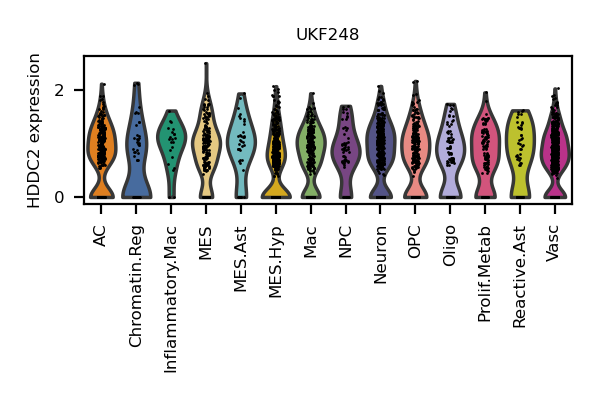 UKF248
HDDC2 expression
2
0
AC
Chromatin.Reg
Inflammatory.Mac
MES
MES.Ast
MES.Hyp
Mac
NPC
Neuron
OPC
Oligo
Prolif.Metab
Reactive.Ast
Vasc